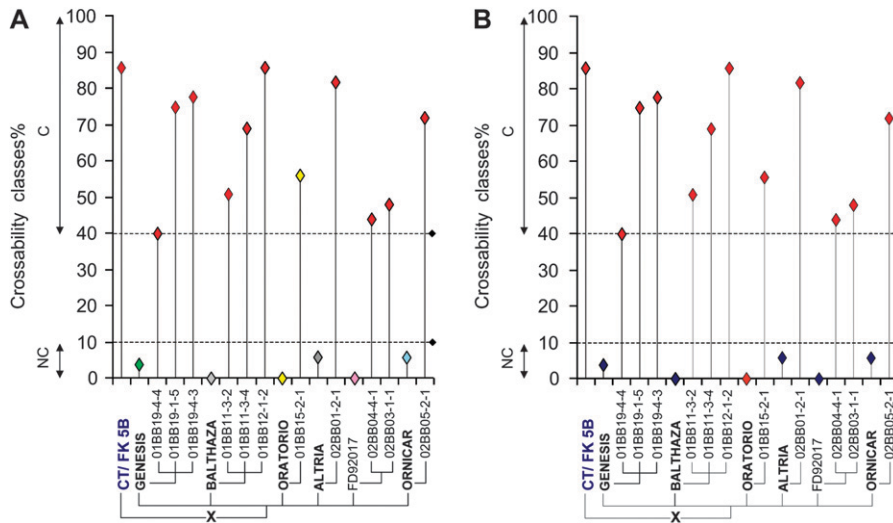 A
Crossability classes%
C
NC
100
90
80
70
60
50
40
30
20
10
0
CT/ FK 5B
GENESIS
01BB19-4-4
01BB19-1-5
01BB19-4-3
BALTHAZA
01BB11-3-2
01BB11-3-4
01BB12-1-2
ORATORIO
01BB15-2-1
ALTRIA
02BB01-2-1
FD92017
02BB04-4-1
02BB03-1-1
ORNICAR
02BB05-2-1
X
B
Crossability classes%
C
NC
100
90
80
70
60
50
40
30
20
10
0
CT/ FK 5B
GENESIS
01BB19-4-4
01BB19-1-5
01BB19-4-3
BALTHAZA
01BB11-3-2
01BB11-3-4
01BB12-1-2
ORATORIO
01BB15-2-1
ALTRIA
02BB01-2-1
FD92017
02BB04-4-1
02BB03-1-1
ORNICAR
02BB05-2-1
X